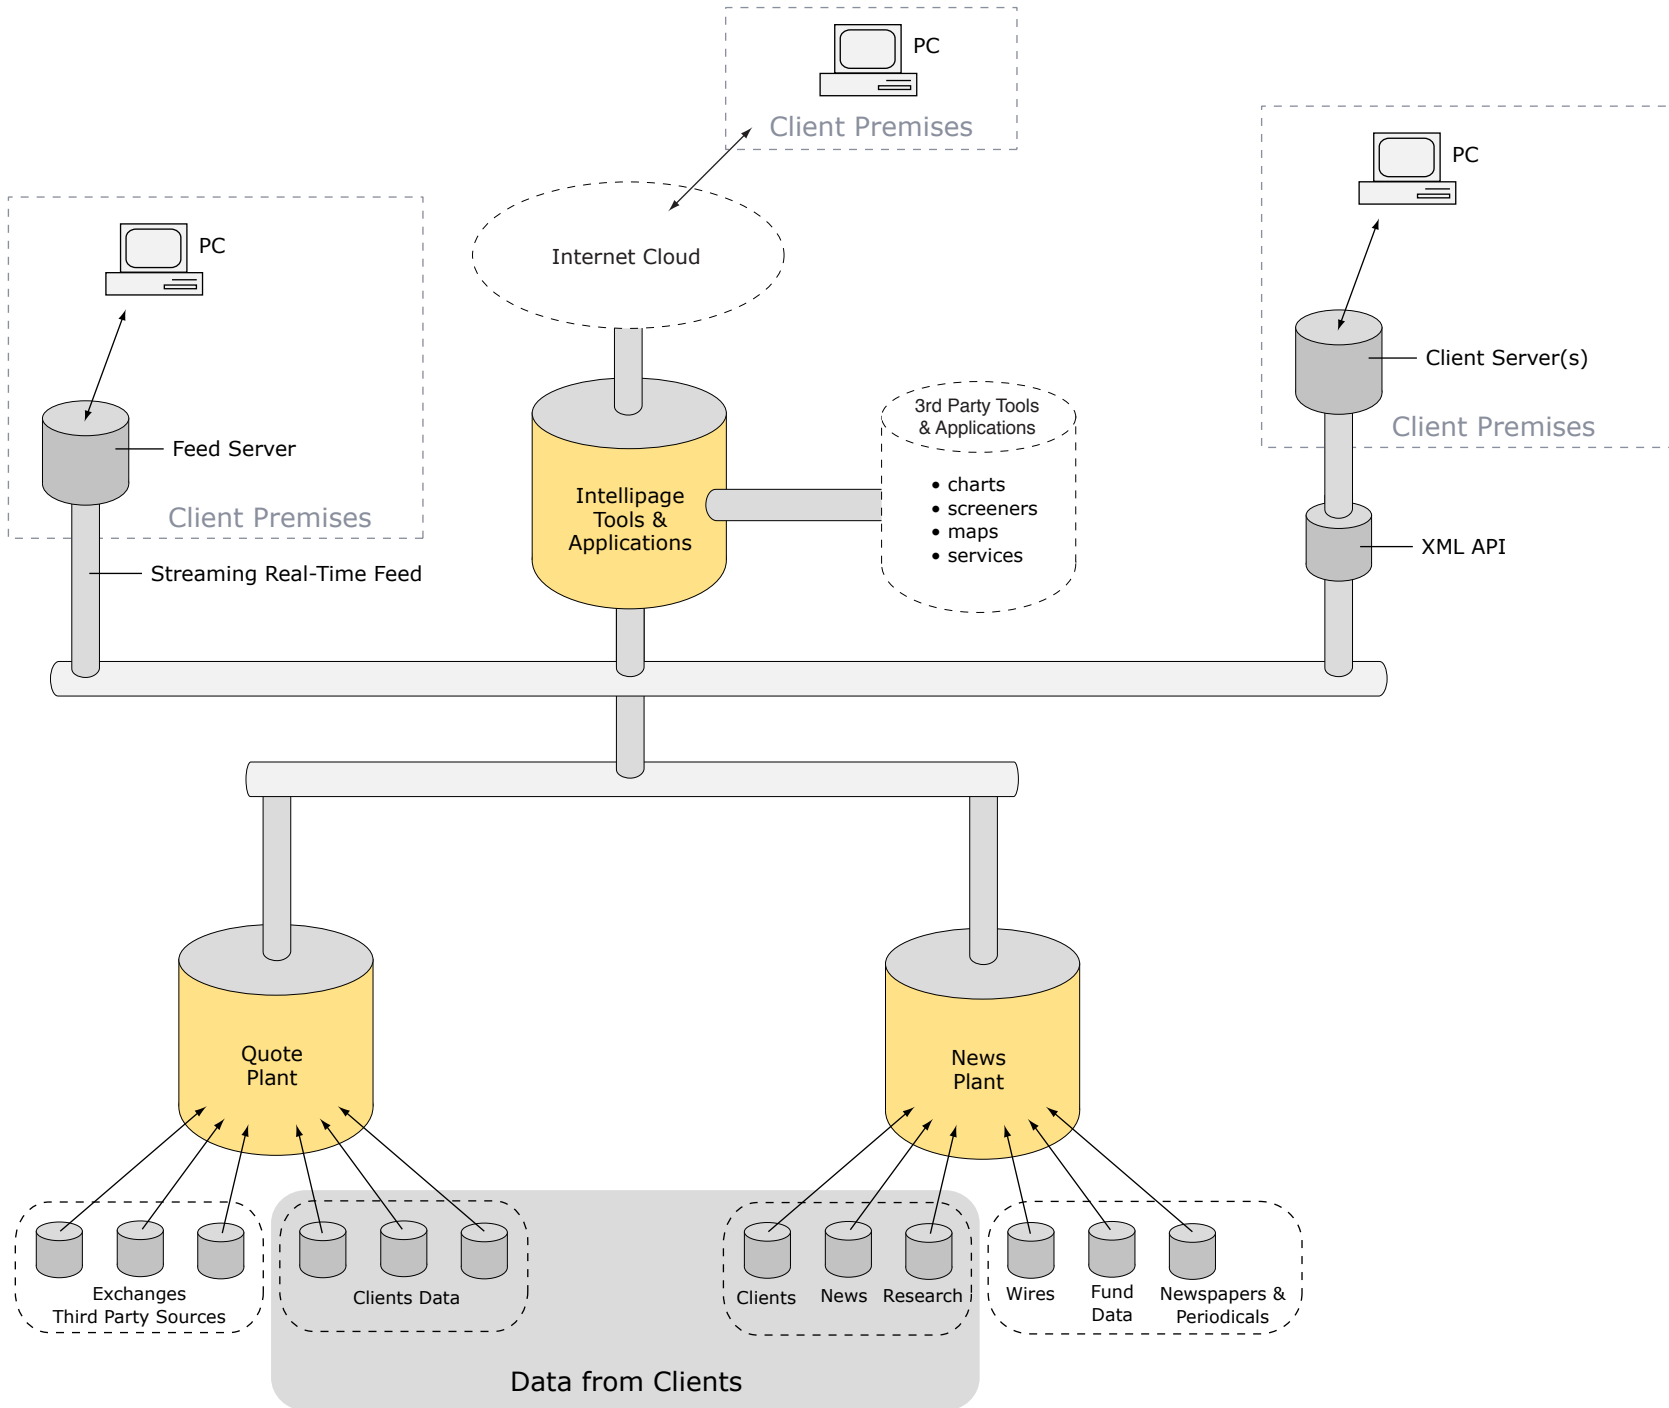 PC
Client Premises
PC
PC
Internet Cloud
Client Server(s)
3rd Party Tools
& Applications
Client Premises
Feed Server
• charts
• screeners
• maps
• services
Intellipage
Tools &
Applications
Client Premises
XML API
Streaming Real-Time Feed
Quote
Plant
News
Plant
Exchanges
Third Party Sources
Clients Data
Clients
News
Research
Wires
Fund
Data
Newspapers &
Periodicals
Data from Clients